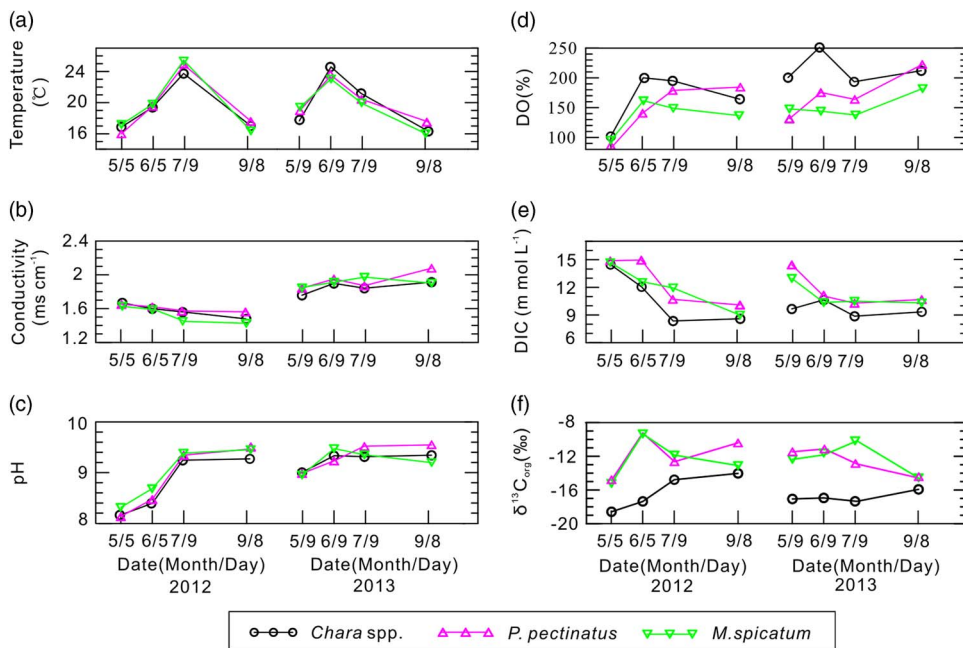 (a)
Temperature
(℃)
24
20
16
5/5 6/5 7/9 9/8 5/9 6/9 7/9 9/8
(b)
Conductivity
(ms cm⁻¹)
2.4
2
1.6
1.2
5/5 6/5 7/9 9/8 5/9 6/9 7/9 9/8
(c)
pH
10
9
8
5/5 6/5 7/9 9/8 5/9 6/9 7/9 9/8
Date(Month/Day) Date(Month/Day)
2012 2013
(d)
DO(%)
250
200
150
100
5/5 6/5 7/9 9/8 5/9 6/9 7/9 9/8
(e)
DIC (m mol L⁻¹)
15
12
9
6
5/5 6/5 7/9 9/8 5/9 6/9 7/9 9/8
(f)
δ¹³C_org(‰)
-8
-12
-16
-20
5/5 6/5 7/9 9/8 5/9 6/9 7/9 9/8
Date(Month/Day) Date(Month/Day)
2012 2013
Chara spp. P. pectinatus M.spicatum